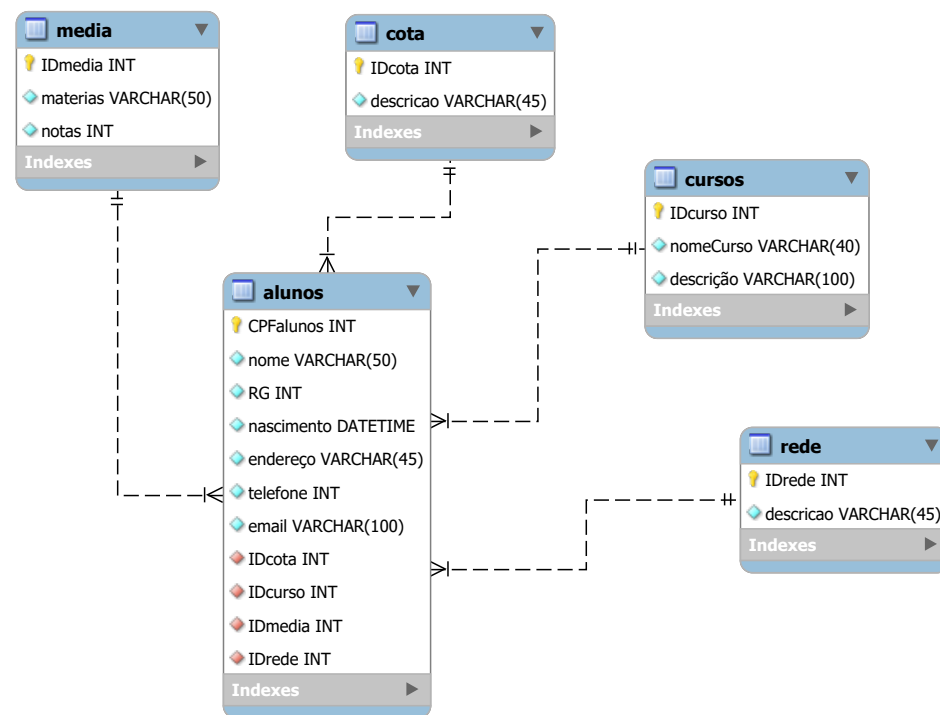 media
IDmedia INT
materias VARCHAR(50)
notas INT
Indexes
cota
IDcota INT
descricao VARCHAR(45)
Indexes
cursos
IDcurso INT
nomeCurso VARCHAR(40)
descrição VARCHAR(100)
Indexes
alunos
CPFalunos INT
nome VARCHAR(50)
RG INT
nascimento DATETIME
endereço VARCHAR(45)
telefone INT
email VARCHAR(100)
IDcota INT
IDcurso INT
IDmedia INT
IDrede INT
Indexes
rede
IDrede INT
descricao VARCHAR(45)
Indexes